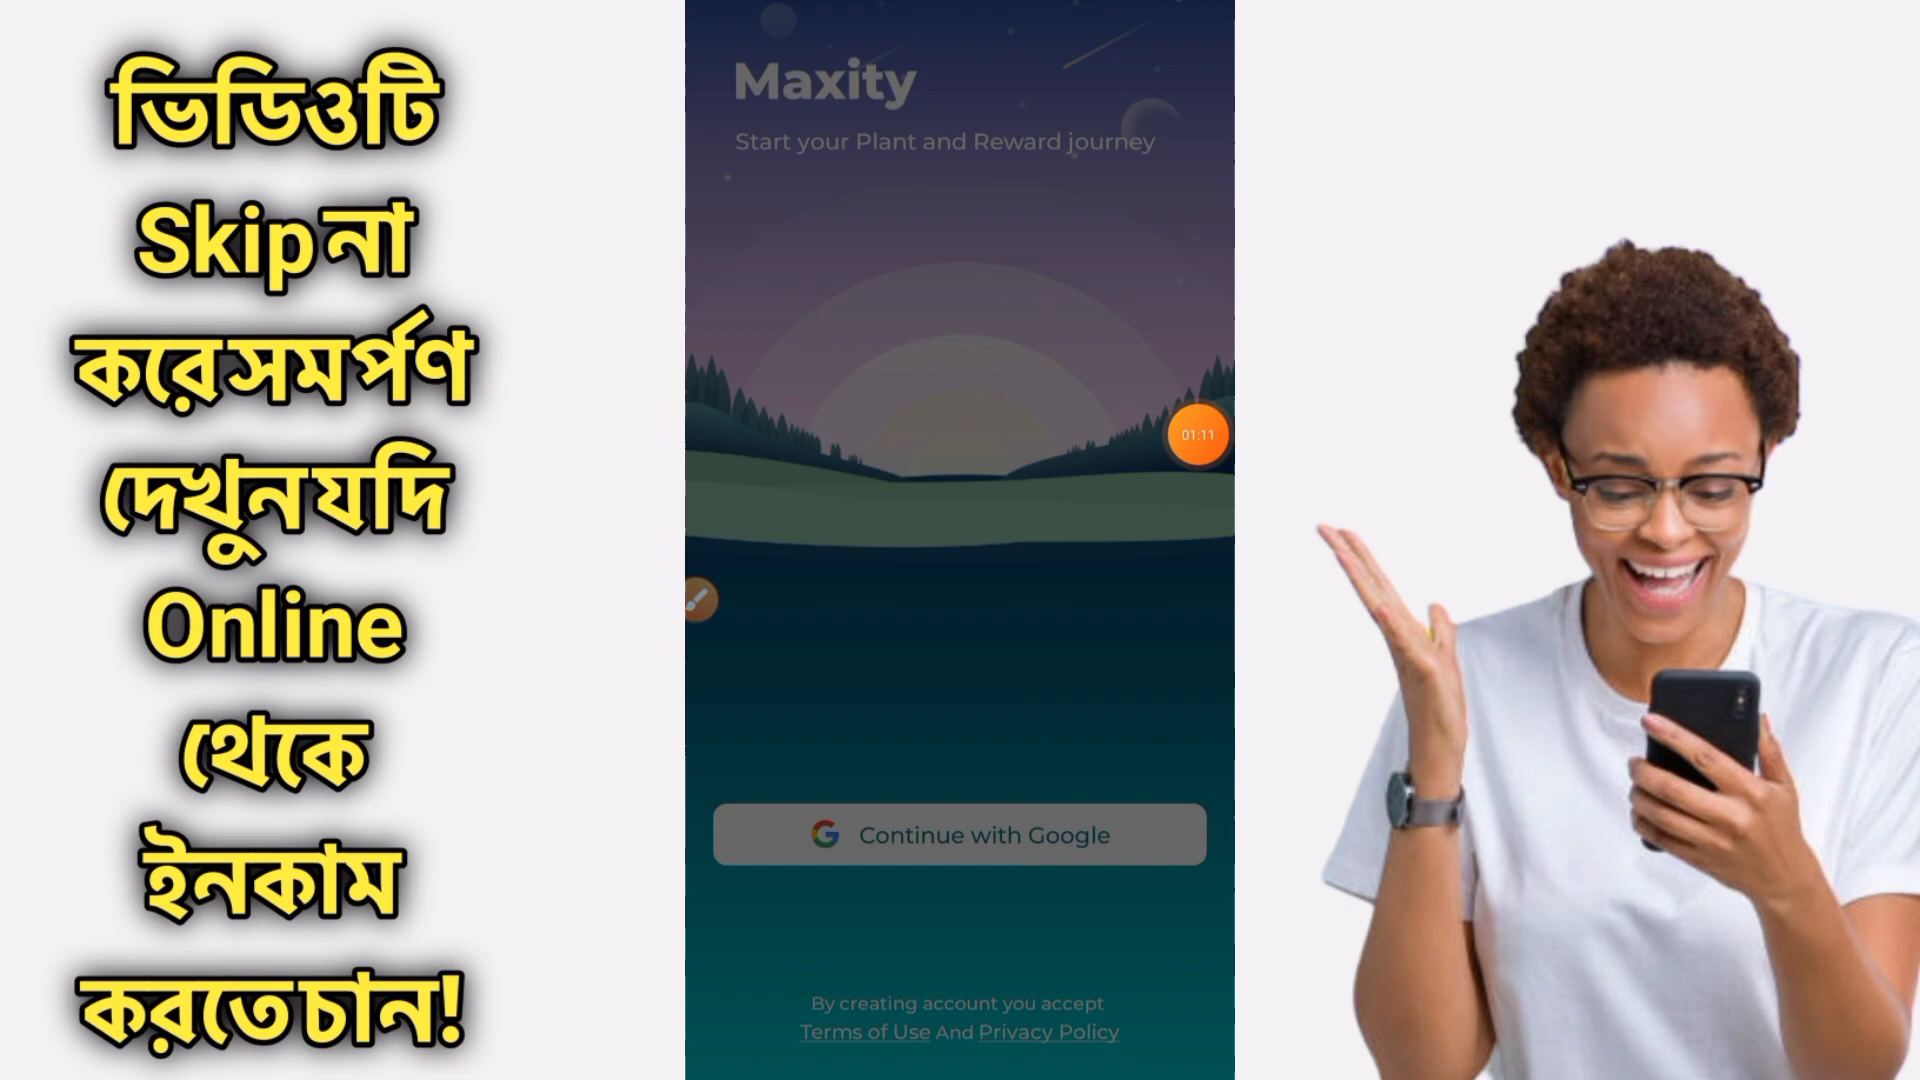 ভিডিওটি
Skip না
করে সমর্পণ
দেখুন যদি
Online
থেকে
ইনকাম
করতে চান!
Maxity
Start your Plant and Reward journey
01:11
Continue with Google
By creating account you accept
Terms of Use And Privacy Policy